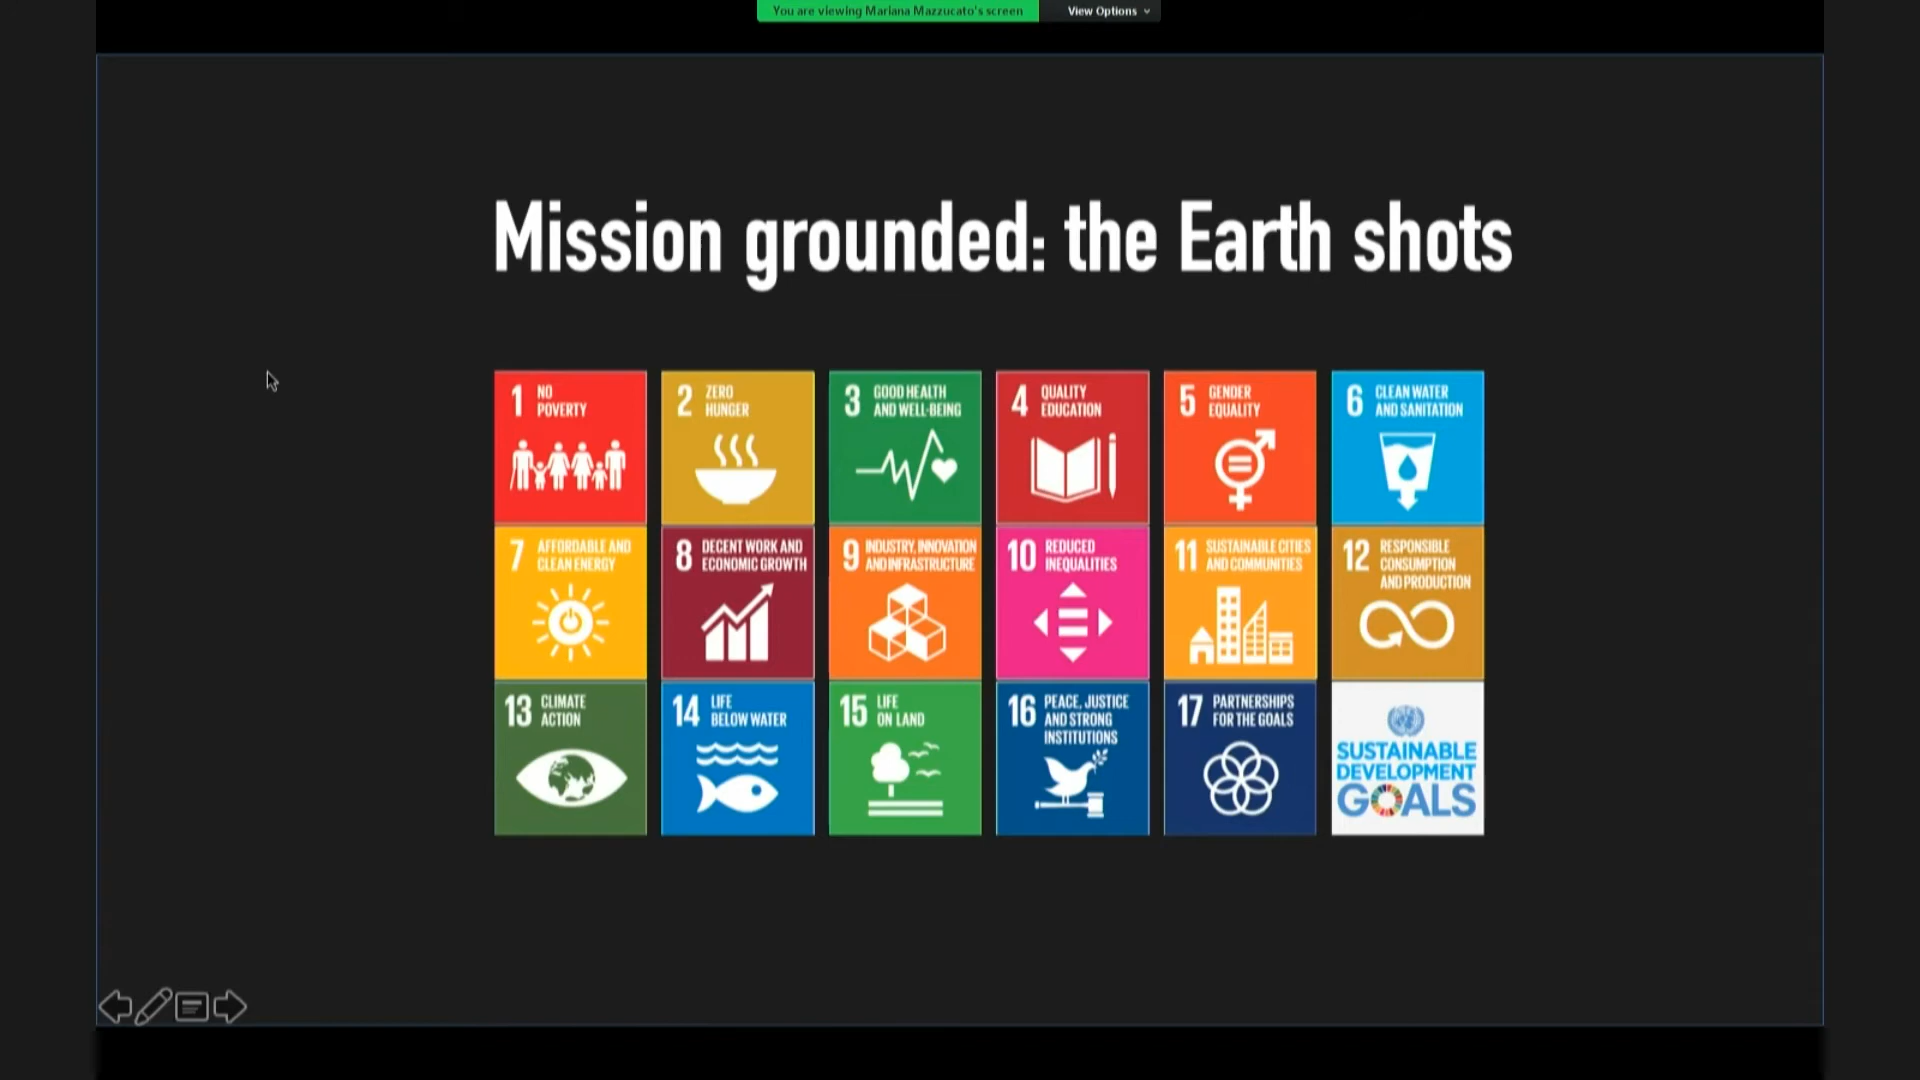 You are viewing Mariana Mazzucato's screen
View Options
Mission grounded: the Earth shots
1 NO
POVERTY
2 ZERO
HUNGER
3 GOOD HEALTH
AND WELL-BEING
4 QUALITY
EDUCATION
5 GENDER
EQUALITY
6 CLEAN WATER
AND SANITATION
7 AFFORDABLE AND
CLEAN ENERGY
8 DECENT WORK AND
ECONOMIC GROWTH
9 INDUSTRY, INNOVATION
AND INFRASTRUCTURE
10 REDUCED
INEQUALITIES
11 SUSTAINABLE CITIES
AND COMMUNITIES
12 RESPONSIBLE
CONSUMPTION
AND PRODUCTION
13 CLIMATE
ACTION
14 LIFE
BELOW WATER
15 LIFE
ON LAND
16 PEACE, JUSTICE
AND STRONG
INSTITUTIONS
17 PARTNERSHIPS
FOR THE GOALS
SUSTAINABLE
DEVELOPMENT
GOALS